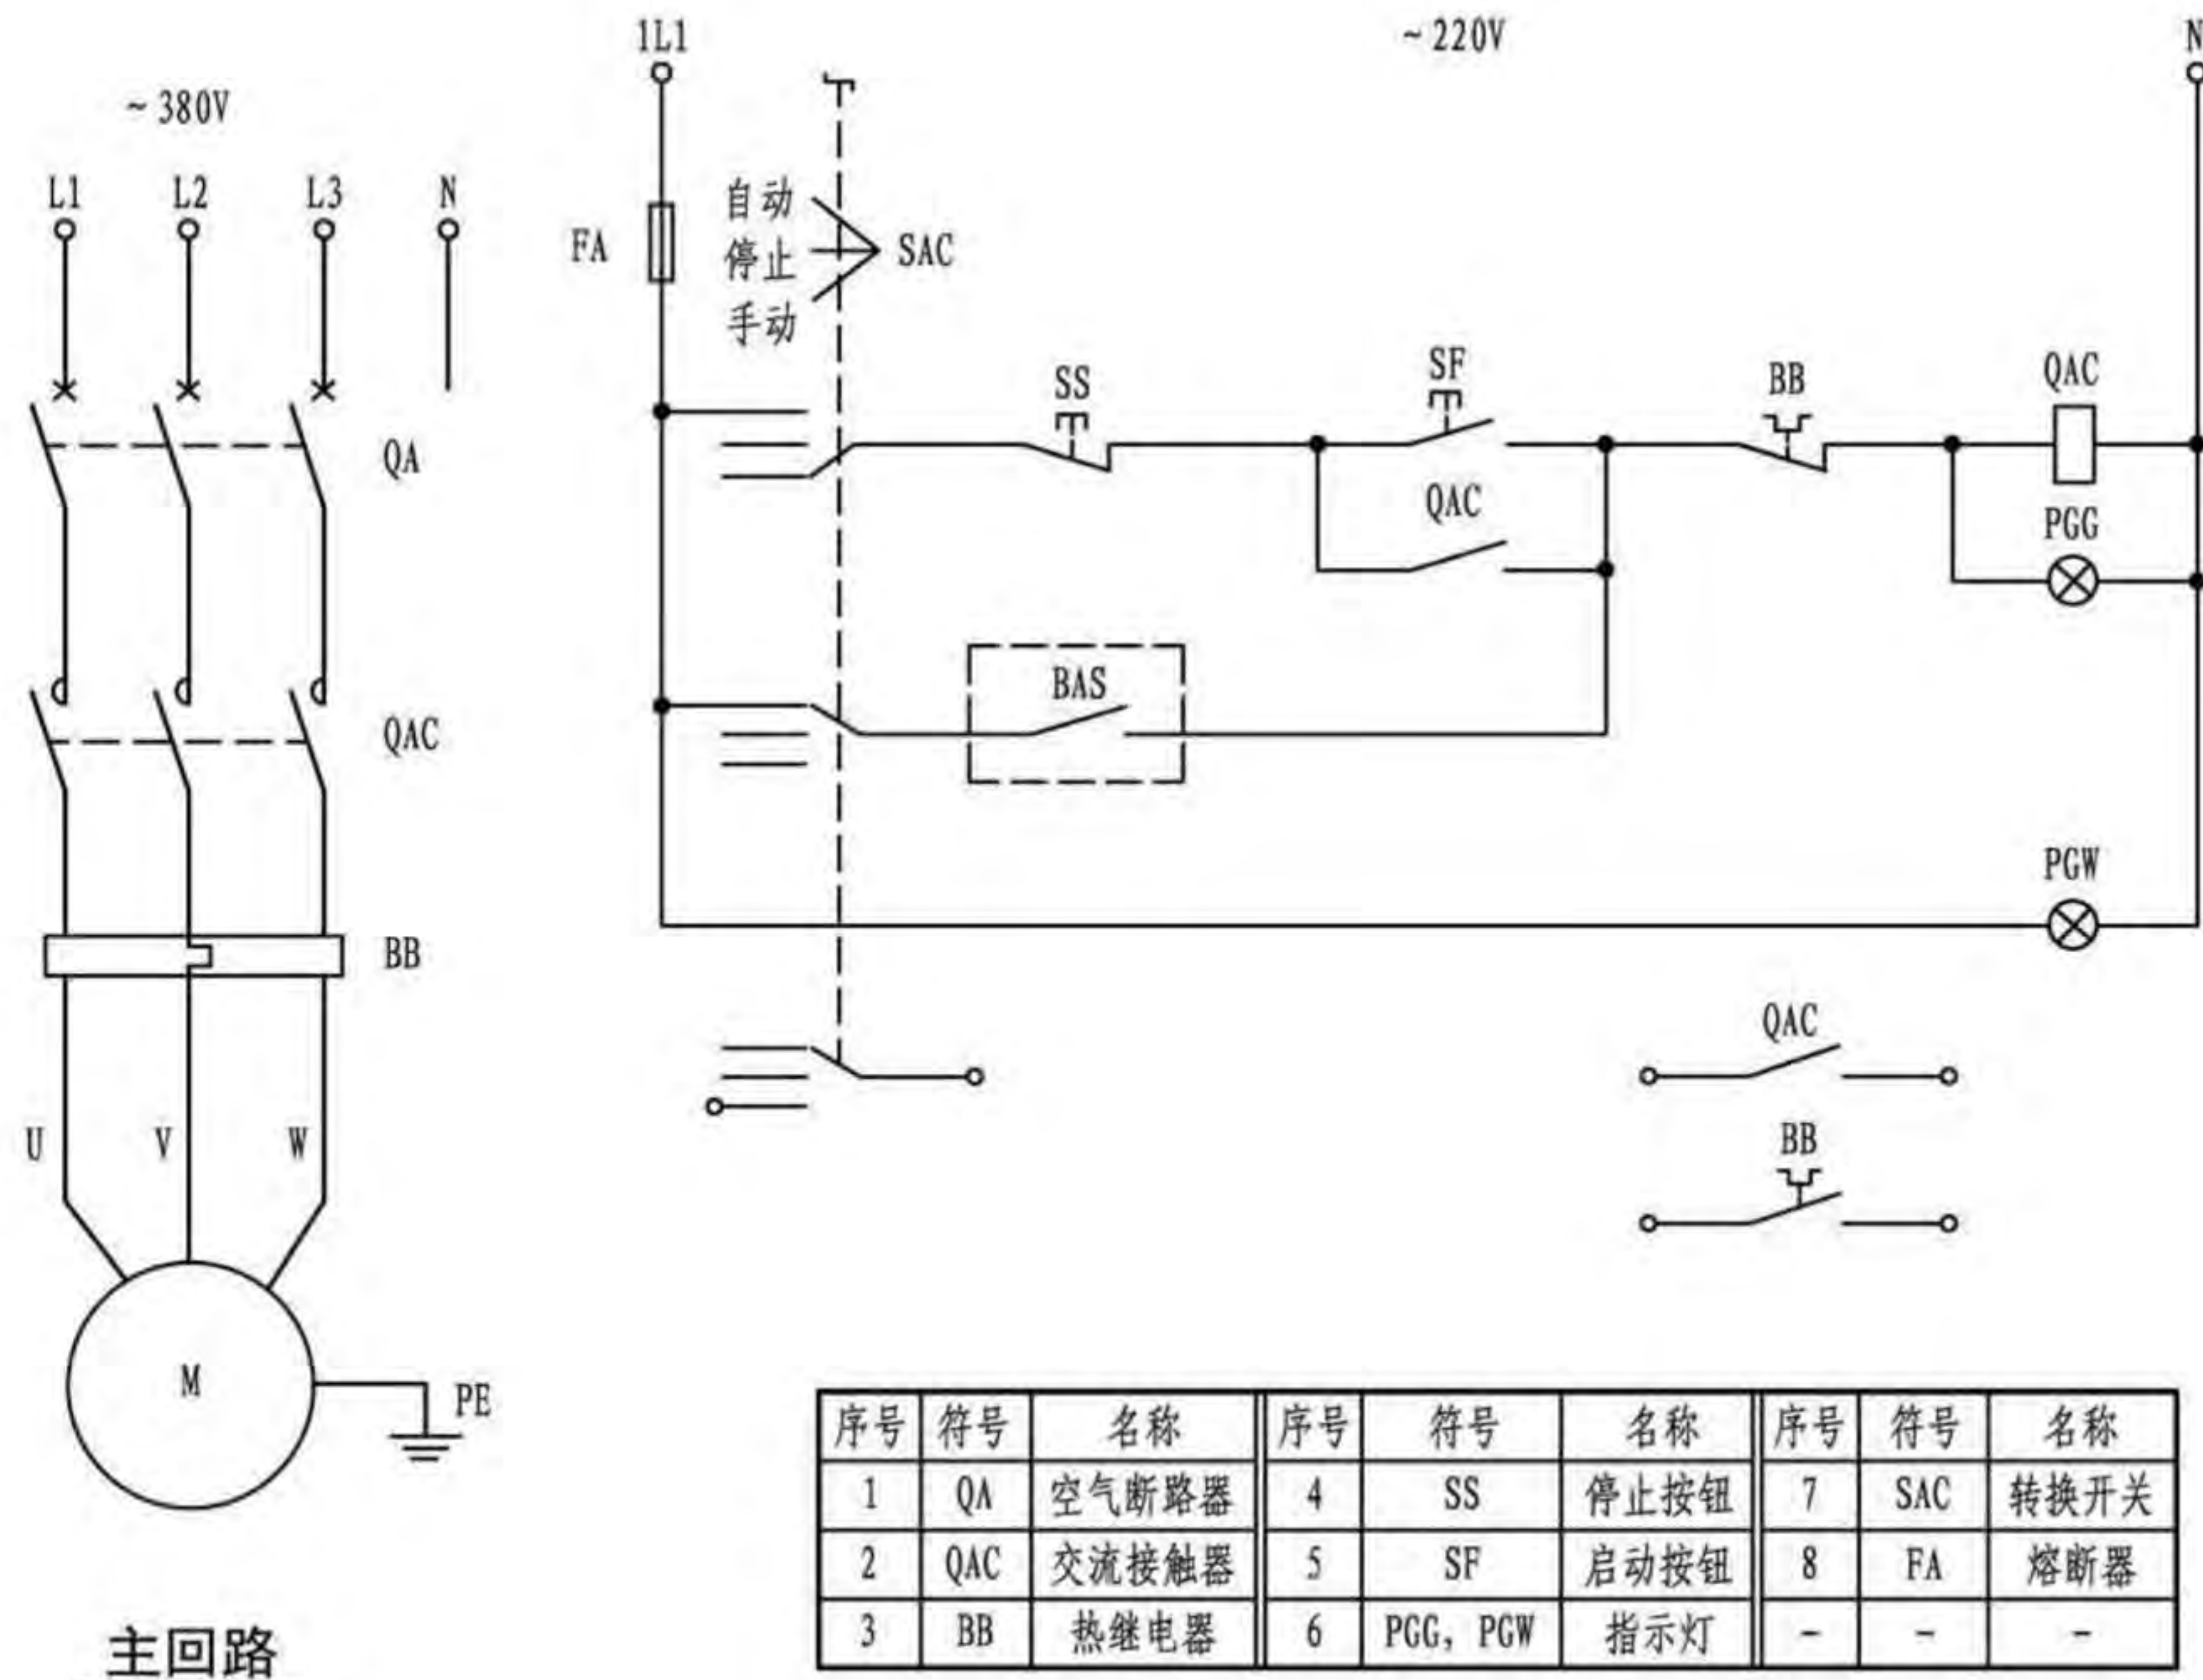 ~380V
L1 L2 L3 N
QA
QAC
BB
U V W
M
PE
主回路
1L1 ~220V N
FA
自动
停止
手动
SAC
SS SF BB QAC
QAC PGG
BAS
PGW
QAC
BB
序号 符号 名称 序号 符号 名称 序号 符号 名称
1 QA 空气断路器 4 SS 停止按钮 7 SAC 转换开关
2 QAC 交流接触器 5 SF 启动按钮 8 FA 熔断器
3 BB 热继电器 6 PGG, PGW 指示灯 - - -